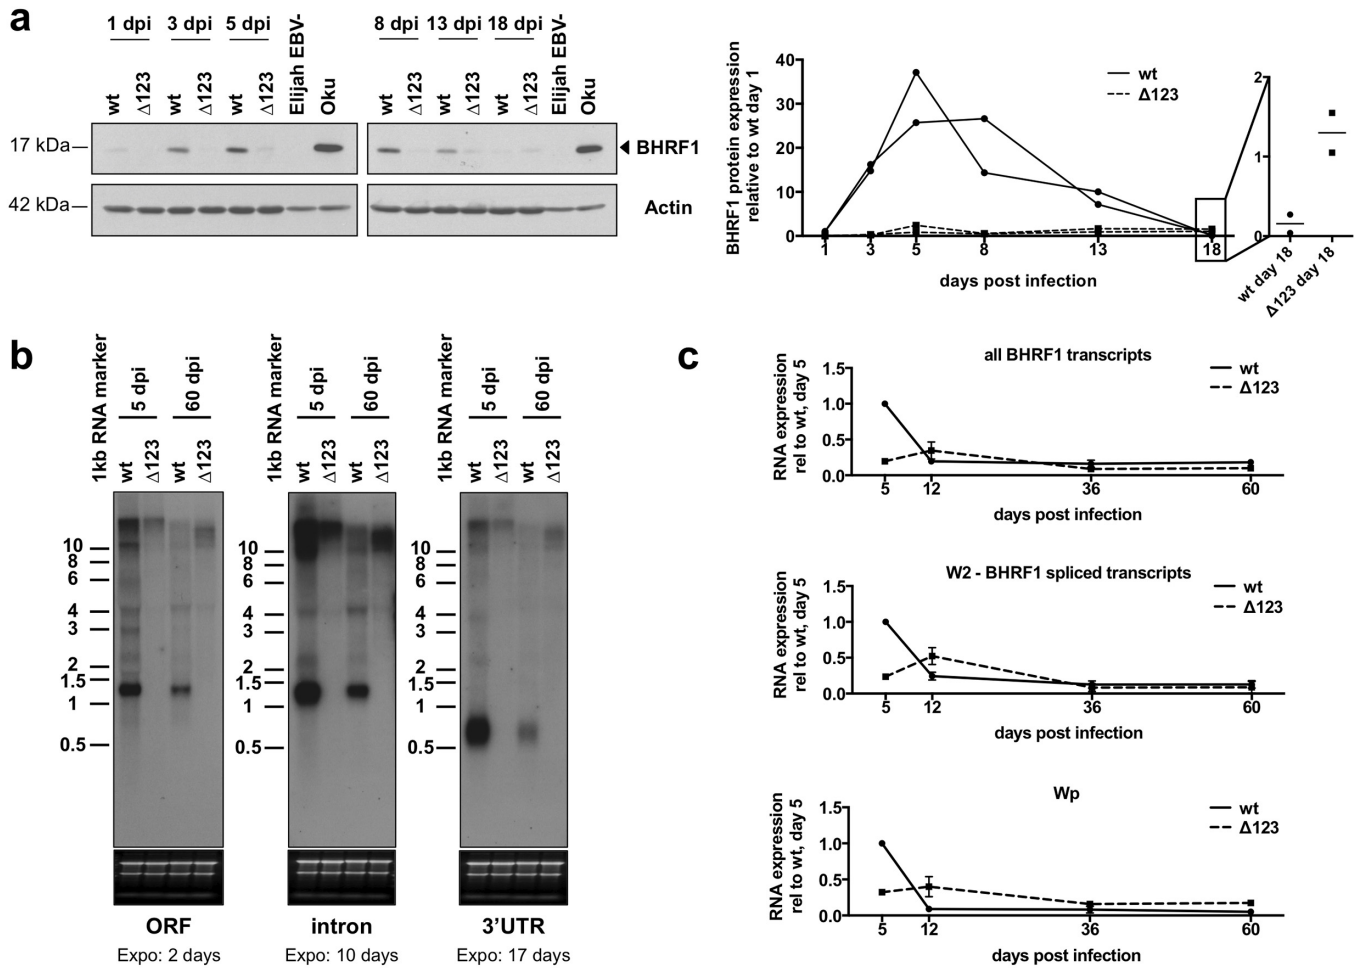 a
1 dpi 3 dpi 5 dpi
wt Δ123 wt Δ123 wt Δ123 Elijah EBV- Oku
8 dpi 13 dpi 18 dpi
wt Δ123 wt Δ123 wt Δ123 Elijah EBV- Oku
17 kDa
BHRF1
42 kDa
Actin
BHRF1 protein expression
relative to wt day 1
40
30
20
10
0
1 3 5 8 13 18
days post infection
wt
Δ123
2
1
0
wt day 18
Δ123 day 18
b
1kb RNA marker
5 dpi 60 dpi
wt Δ123 wt Δ123
10
8
6
4
3
2
1.5
1
0.5
ORF
Expo: 2 days
1kb RNA marker
5 dpi 60 dpi
wt Δ123 wt Δ123
10
8
6
4
3
2
1.5
1
0.5
intron
Expo: 10 days
1kb RNA marker
5 dpi 60 dpi
wt Δ123 wt Δ123
10
8
6
4
3
2
1.5
1
0.5
3’UTR
Expo: 17 days
c
all BHRF1 transcripts
wt
Δ123
RNA expression
rel to wt, day 5
1.5
1.0
0.5
0.0
5 12 36 60
days post infection
W2 - BHRF1 spliced transcripts
wt
Δ123
RNA expression
rel to wt, day 5
1.5
1.0
0.5
0.0
5 12 36 60
days post infection
Wp
wt
Δ123
RNA expression
rel to wt, day 5
1.5
1.0
0.5
0.0
5 12 36 60
days post infection